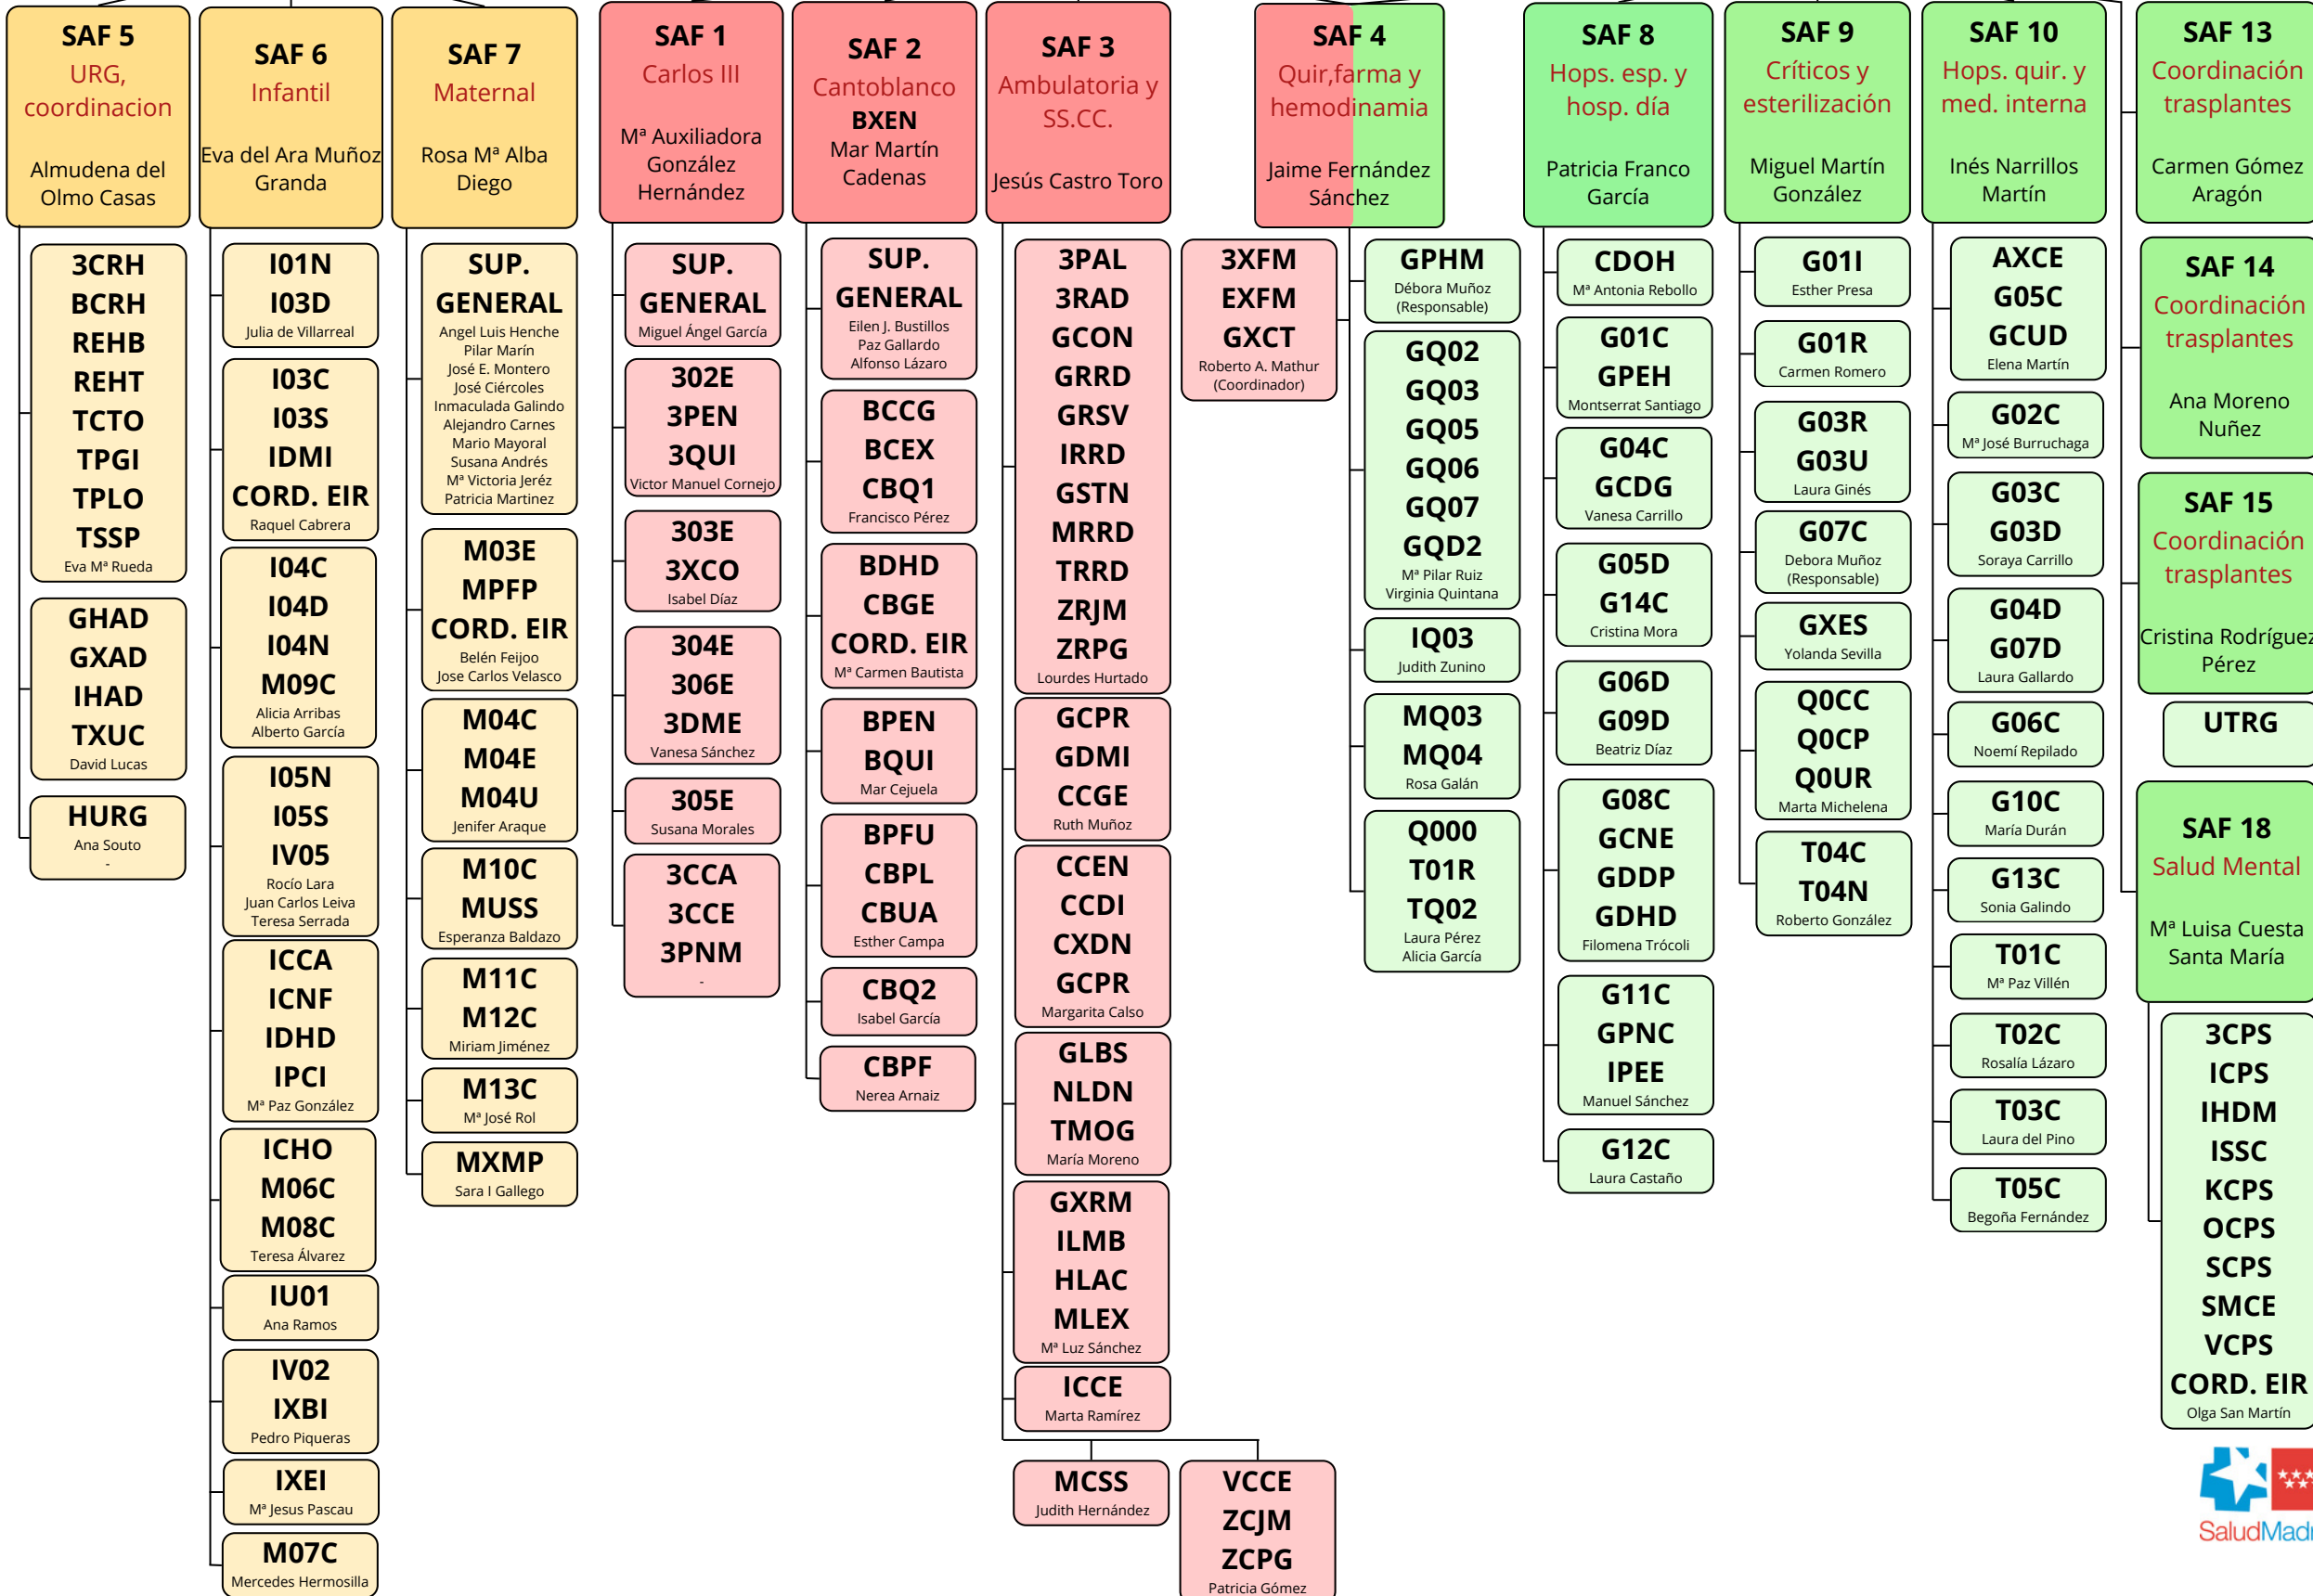 SAF 5
URG,
coordinacion
Almudena del
Olmo Casas
3CRH
BCRH
REHB
REHT
TCTO
TPGI
TPLO
TSSP
Eva Mª Rueda
GHAD
GXAD
IHAD
TXUC
David Lucas
HURG
Ana Souto
-
SAF 6
Infantil
Eva del Ara Muñoz
Granda
I01N
I03D
Julia de Villarreal
I03C
I03S
IDMI
CORD. EIR
Raquel Cabrera
I04C
I04D
I04N
M09C
Alicia Arribas
Alberto García
I05N
I05S
IV05
Rocío Lara
Juan Carlos Leiva
Teresa Serrada
ICCA
ICNF
IDHD
IPCI
Mª Paz González
ICHO
M06C
M08C
Teresa Álvarez
IU01
Ana Ramos
IV02
IXBI
Pedro Piqueras
IXEI
Mª Jesus Pascau
M07C
Mercedes Hermosilla
SAF 7
Maternal
Rosa Mª Alba
Diego
SUP.
GENERAL
Angel Luis Henche
Pilar Marín
José E. Montero
José Ciércoles
Inmaculada Galindo
Alejandro Carnes
Mario Mayoral
Susana Andrés
Mª Victoria Jeréz
Patricia Martinez
M03E
MPFP
CORD. EIR
Belén Feijoo
Jose Carlos Velasco
M04C
M04E
M04U
Jenifer Araque
M10C
MUSS
Esperanza Baldazo
M11C
M12C
Miriam Jiménez
M13C
Mª José Rol
MXMP
Sara I Gallego
SAF 1
Carlos III
Mª Auxiliadora
González
Hernández
SUP.
GENERAL
Miguel Ángel García
302E
3PEN
3QUI
Victor Manuel Cornejo
303E
3XCO
Isabel Díaz
304E
306E
3DME
Vanesa Sánchez
305E
Susana Morales
3CCA
3CCE
3PNM
-
SAF 2
Cantoblanco
BXEN
Mar Martín
Cadenas
SUP.
GENERAL
Eilen J. Bustillos
Paz Gallardo
Alfonso Lázaro
BCCG
BCEX
CBQ1
Francisco Pérez
BDHD
CBGE
CORD. EIR
Mª Carmen Bautista
BPEN
BQUI
Mar Cejuela
BPFU
CBPL
CBUA
Esther Campa
CBQ2
Isabel García
CBPF
Nerea Arnaiz
SAF 3
Ambulatoria y
SS.CC.
Jesús Castro Toro
3PAL
3RAD
GCON
GRRD
GRSV
IRRD
GSTN
MRRD
TRRD
ZRJM
ZRPG
Lourdes Hurtado
GCPR
GDMI
CCGE
Ruth Muñoz
CCEN
CCDI
CXDN
GCPR
Margarita Calso
GLBS
NLDN
TMOG
María Moreno
GXRM
ILMB
HLAC
MLEX
Mª Luz Sánchez
ICCE
Marta Ramírez
MCSS
Judith Hernández
VCCE
ZCJM
ZCPG
Patricia Gómez
SAF 4
Quir,farma y
hemodinamia
Jaime Fernández
Sánchez
3XFM
EXFM
GXCT
Roberto A. Mathur
(Coordinador)
GPHM
Débora Muñoz
(Responsable)
GQ02
GQ03
GQ05
GQ06
GQ07
GQD2
Mª Pilar Ruiz
Virginia Quintana
IQ03
Judith Zunino
MQ03
MQ04
Rosa Galán
Q000
T01R
TQ02
Laura Pérez
Alicia García
SAF 8
Hops. esp. y
hosp. día
Patricia Franco
García
CDOH
Mª Antonia Rebollo
G01C
GPEH
Montserrat Santiago
G04C
GCDG
Vanesa Carrillo
G05D
G14C
Cristina Mora
G06D
G09D
Beatriz Díaz
G08C
GCNE
GDDP
GDHD
Filomena Trócoli
G11C
GPNC
IPEE
Manuel Sánchez
G12C
Laura Castaño
SAF 9
Críticos y
esterilización
Miguel Martín
González
G01I
Esther Presa
G01R
Carmen Romero
G03R
G03U
Laura Ginés
G07C
Debora Muñoz
(Responsable)
GXES
Yolanda Sevilla
Q0CC
Q0CP
Q0UR
Marta Michelena
T04C
T04N
Roberto González
SAF 10
Hops. quir. y
med. interna
Inés Narrillos
Martín
AXCE
G05C
GCUD
Elena Martín
G02C
Mª José Burruchaga
G03C
G03D
Soraya Carrillo
G04D
G07D
Laura Gallardo
G06C
Noemí Repilado
G10C
María Durán
G13C
Sonia Galindo
T01C
Mª Paz Villén
T02C
Rosalía Lázaro
T03C
Laura del Pino
T05C
Begoña Fernández
SAF 13
Coordinación
trasplantes
Carmen Gómez
Aragón
SAF 14
Coordinación
trasplantes
Ana Moreno
Nuñez
SAF 15
Coordinación
trasplantes
Cristina Rodríguez
Pérez
UTRG
SAF 18
Salud Mental
Mª Luisa Cuesta
Santa María
3CPS
ICPS
IHDM
ISSC
KCPS
OCPS
SCPS
SMCE
VCPS
CORD. EIR
Olga San Martín
SaludMadr